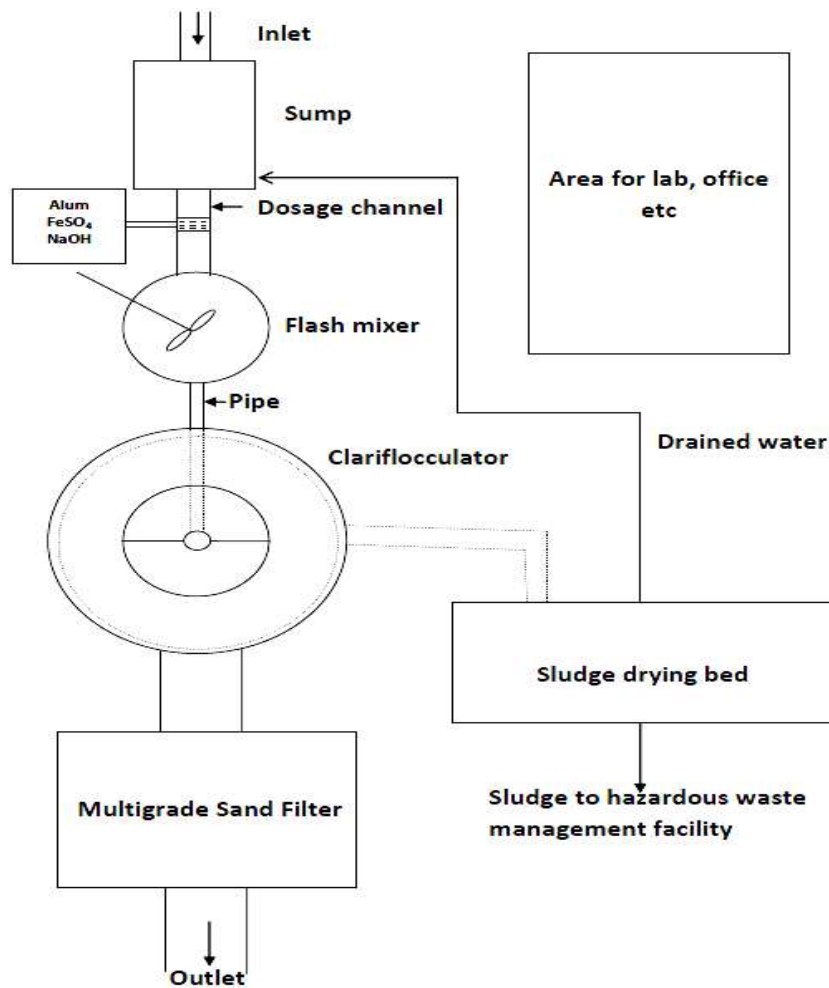 Inlet
Sump
Area for lab, office
etc
Alum
FeSO₄
NaOH
Dosage channel
Flash mixer
Pipe
Clariflocculator
Drained water
Sludge drying bed
Multigrade Sand Filter
Sludge to hazardous waste
management facility
Outlet